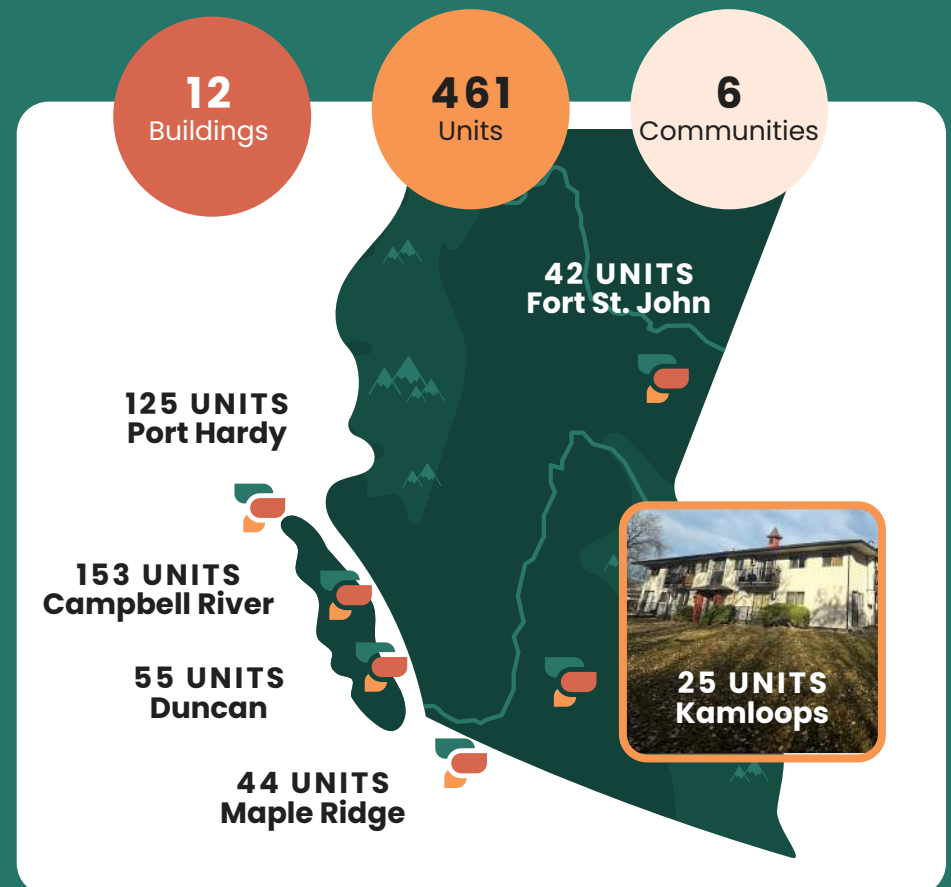 12
Buildings
461
Units
6
Communities
42 UNITS
Fort St. John
125 UNITS
Port Hardy
153 UNITS
Campbell River
55 UNITS
Duncan
25 UNITS
Kamloops
44 UNITS
Maple Ridge